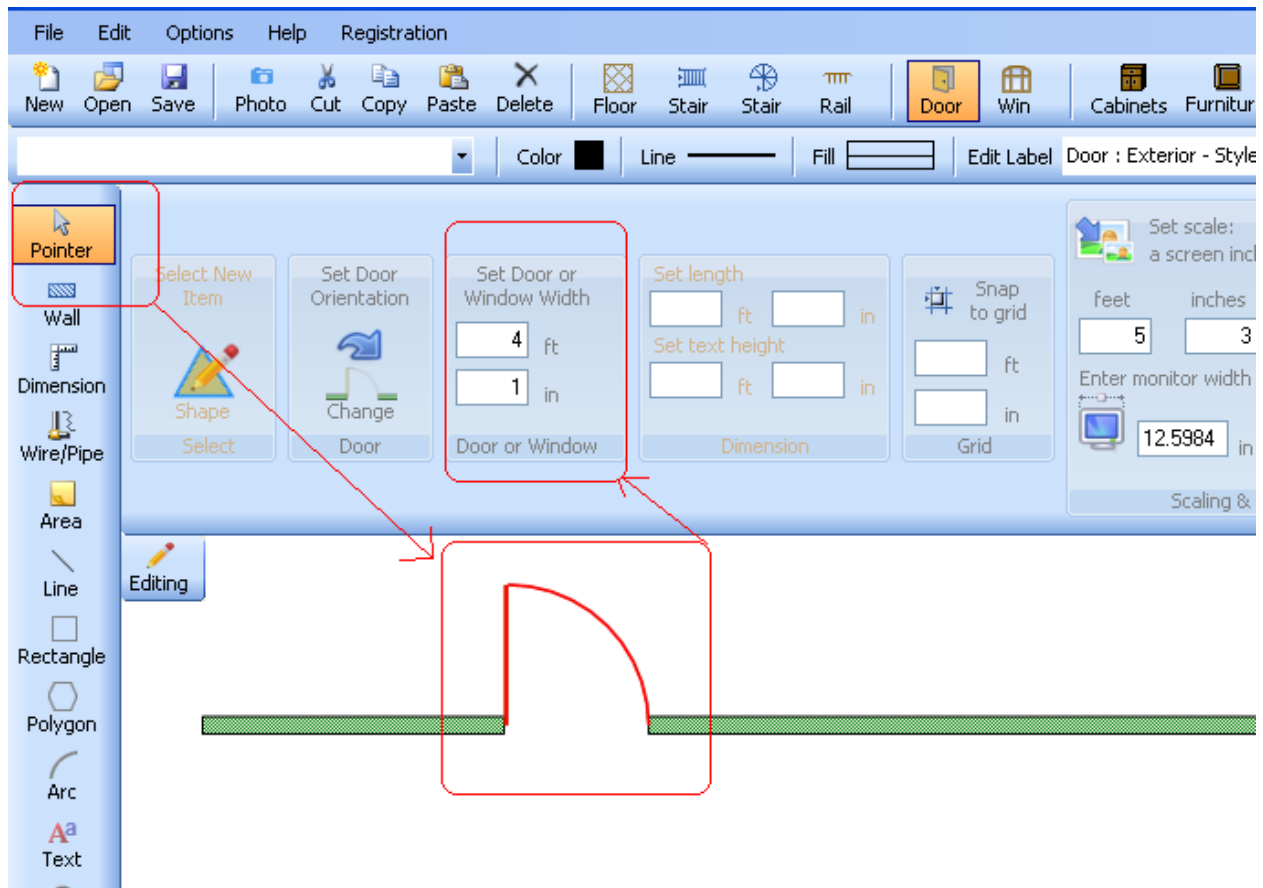 File Edit Options Help Registration
New Open Save Photo Cut Copy Paste Delete Floor Stair Stair Rail Door Win Cabinets Furnitur
Color Line Fill Edit Label Door : Exterior - Style
Pointer
Wall
Dimension
Wire/Pipe
Area
Line
Rectangle
Polygon
Arc
Aa
Text
Select New
Item
Shape
Select
Set Door
Orientation
Change
Door
Set Door or
Window Width
4 ft
1 in
Door or Window
Set length
ft in
Set text height
ft in
Dimension
Snap
to grid
ft
in
Grid
Set scale:
a screen incl
feet inches
5 3
Enter monitor width
12.5984 in
Scaling &
Editing